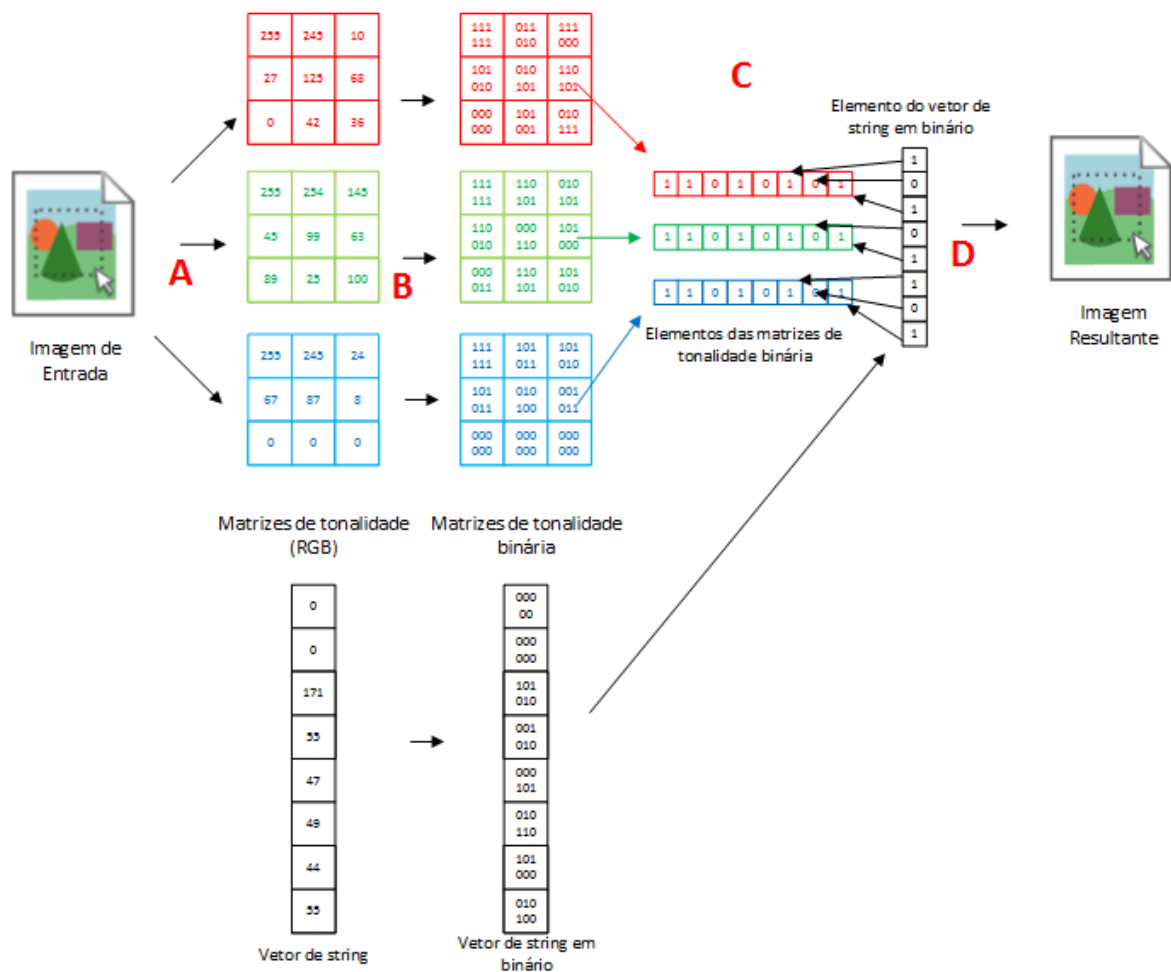 255 245 10
27 125 68
0 42 36
255 254 145
45 99 63
89 25 100
255 245 24
67 87 8
0 0 0
111 011 111
111 010 000
101 010 110
010 101 101
000 101 010
000 001 111
111 110 010
111 101 101
110 000 101
010 110 000
000 110 101
011 101 010
111 101 101
111 011 010
101 010 001
011 100 011
000 000 000
000 000 000
A
B
C
D
Imagem de
Entrada
Elemento do vetor de
string em binário
1 1 0 1 0 1 0 1
1 1 0 1 0 1 0 1
1 1 0 1 0 1 0 1
1
0
1
0
1
1
0
1
Elementos das matrizes de
tonalidade binária
Imagem
Resultante
Matrizes de tonalidade
(RGB)
Matrizes de tonalidade
binária
0
0
171
55
47
49
44
55
Vetor de string
000
00
000
000
101
010
001
010
000
101
010
110
101
000
010
100
Vetor de string em
binário